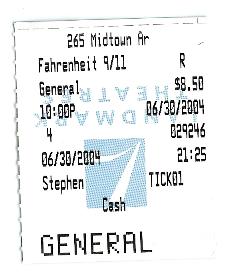 265 Midtown Ar
Fahrenheit 9/11 R
General $8.50
10:00P 06/30/2004
4 029246
LANDMARK
THEATRES
06/30/2004 21:25
Stephen TICK01
Cash
GENERAL